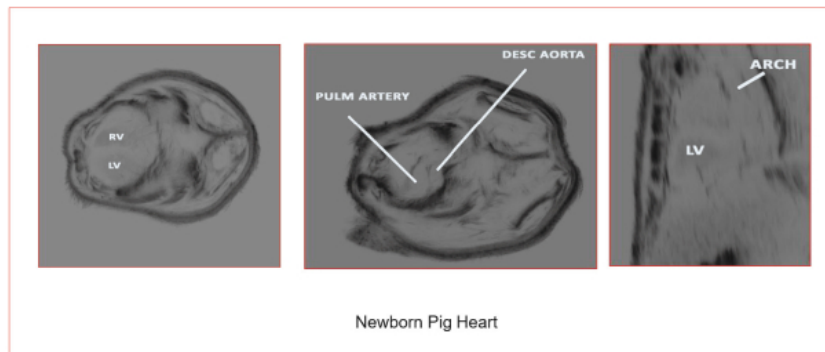 RV
LV
DESC AORTA
PULM ARTERY
ARCH
LV
Newborn Pig Heart